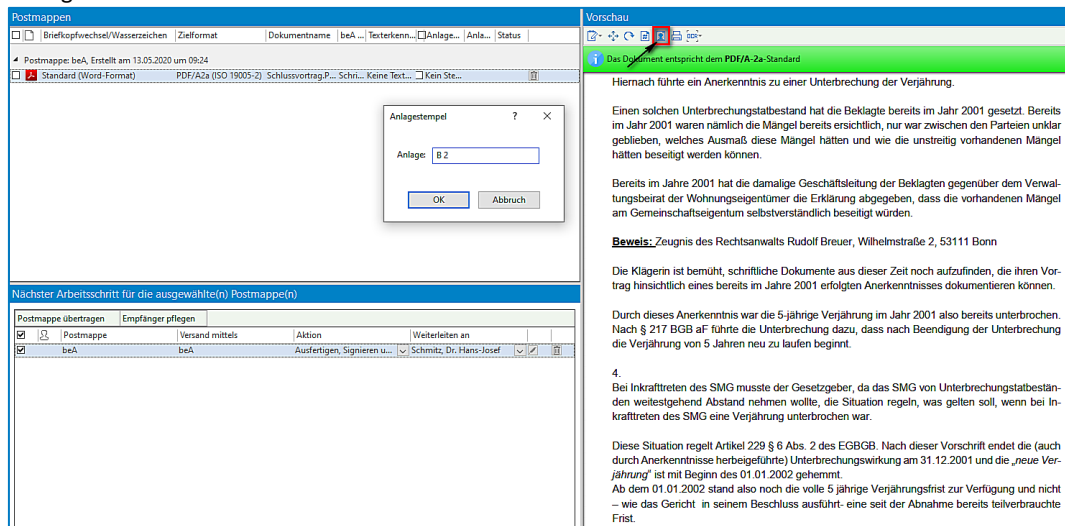 Postmappen
Briefkopfwechsel/Wasserzeichen Zielformat Dokumentname beA ... Texterkenn... Anlage... Anla... Status
Postmappe: beA, Erstellt am 13.05.2020 um 09:24
Standard (Word-Format) PDF/A2a (ISO 19005-2) Schlussvortrag.P... Schri... Keine Text... Kein Ste...
Anlagestempel ? ×
Anlage: B 2
OK Abbruch
Nächster Arbeitsschritt für die ausgewählte(n) Postmappe(n)
Postmappe übertragen Empfänger pflegen
Postmappe Versand mittels Aktion Weiterleiten an
beA beA Ausfertigen, Signieren u... Schmitz, Dr. Hans-Josef
Vorschau
Das Dokument entspricht dem PDF/A-2a-Standard
Hiernach führte ein Anerkenntnis zu einer Unterbrechung der Verjährung.
Einen solchen Unterbrechungstatbestand hat die Beklagte bereits im Jahr 2001 gesetzt. Bereits
im Jahr 2001 waren nämlich die Mängel bereits ersichtlich, nur war zwischen den Parteien unklar
geblieben, welches Ausmaß diese Mängel hätten und wie die unstreitig vorhandenen Mängel
hätten beseitigt werden können.
Bereits im Jahre 2001 hat die damalige Geschäftsleitung der Beklagten gegenüber dem Verwal-
tungsbeirat der Wohnungseigentümer die Erklärung abgegeben, dass die vorhandenen Mängel
am Gemeinschaftseigentum selbstverständlich beseitigt würden.
Beweis: Zeugnis des Rechtsanwalts Rudolf Breuer, Wilhelmstraße 2, 53111 Bonn
Die Klägerin ist bemüht, schriftliche Dokumente aus dieser Zeit noch aufzufinden, die ihren Vor-
trag hinsichtlich eines bereits im Jahre 2001 erfolgten Anerkenntnisses dokumentieren können.
Durch dieses Anerkenntnis war die 5-jährige Verjährung im Jahr 2001 also bereits unterbrochen.
Nach § 217 BGB aF führte die Unterbrechung dazu, dass nach Beendigung der Unterbrechung
die Verjährung von 5 Jahren neu zu laufen beginnt.
4.
Bei Inkrafttreten des SMG musste der Gesetzgeber, da das SMG von Unterbrechungstatbestän-
den weitestgehend Abstand nehmen wollte, die Situation regeln, was gelten soll, wenn bei In-
krafttreten des SMG eine Verjährung unterbrochen war.
Diese Situation regelt Artikel 229 § 6 Abs. 2 des EGBGB. Nach dieser Vorschrift endet die (auch
durch Anerkenntnisse herbeigeführte) Unterbrechungswirkung am 31.12.2001 und die „neue Ver-
jährung" ist mit Beginn des 01.01.2002 gehemmt.
Ab dem 01.01.2002 stand also noch die volle 5 jährige Verjährungsfrist zur Verfügung und nicht
– wie das Gericht in seinem Beschluss ausführt- eine seit der Abnahme bereits teilverbrauchte
Frist.